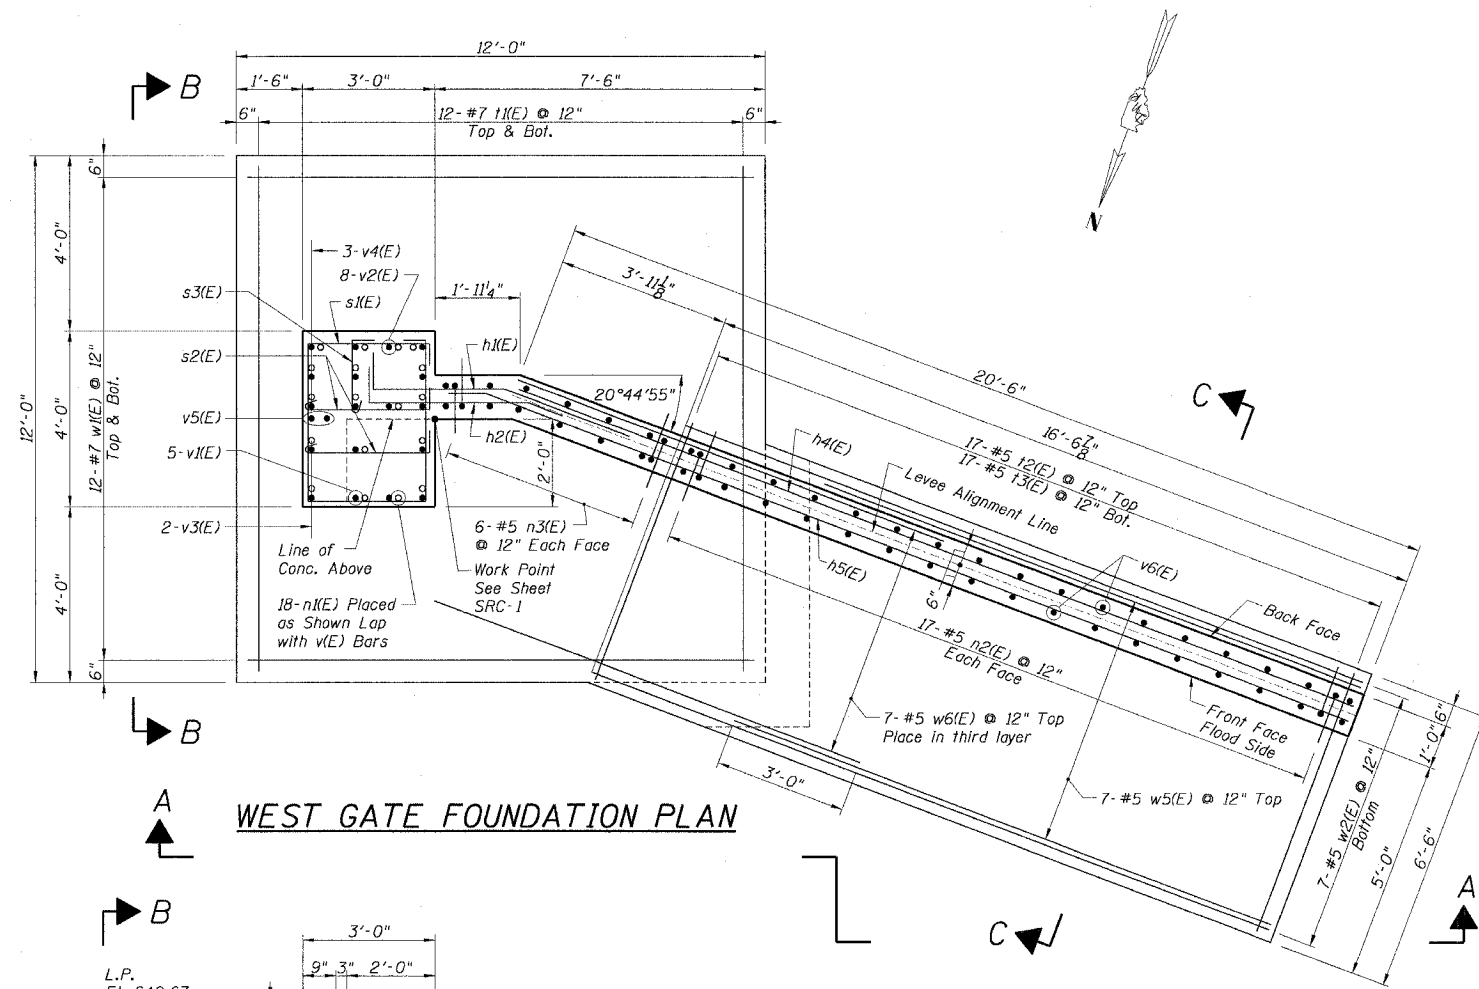 12'-0"
1'-6"
3'-0"
7'-6"
B
6"
12- #7 t1(E) @ 12"
Top & Bot.
6"
N
12'-0"
4'-0"
4'-0"
4'-0"
6"
12- #7 w1(E) @ 12"
Top & Bot.
6"
3- v4(E)
8- v2(E)
s1(E)
s3(E)
s2(E)
v5(E)
5- v1(E)
2-v3(E)
1'-11¼"
h1(E)
h2(E)
20°44'55"
2'-0"
3'-11⅛"
20'-6"
16'-6⅞"
17- #5 t2(E) @ 12" Top
17- #5 t3(E) @ 12" Bot.
C
h4(E)
Levee Alignment Line
h5(E)
6"
v6(E)
Back Face
6- #5 n3(E)
@ 12" Each Face
Line of
Conc. Above
Work Point
See Sheet
SRC-1
18- n1(E) Placed
as Shown Lap
with v(E) Bars
17- #5 n2(E) @ 12"
Each Face
Front Face
Flood Side
7- #5 w6(E) @ 12" Top
Place in third layer
3'-0"
7- #5 w5(E) @ 12" Top
7- #5 w2(E) @ 12"
Bottom
6"
1'-0"
5'-0"
6'-6"
B
A
WEST GATE FOUNDATION PLAN
C
A
B
3'-0"
9"
3"
2'-0"
L.P.